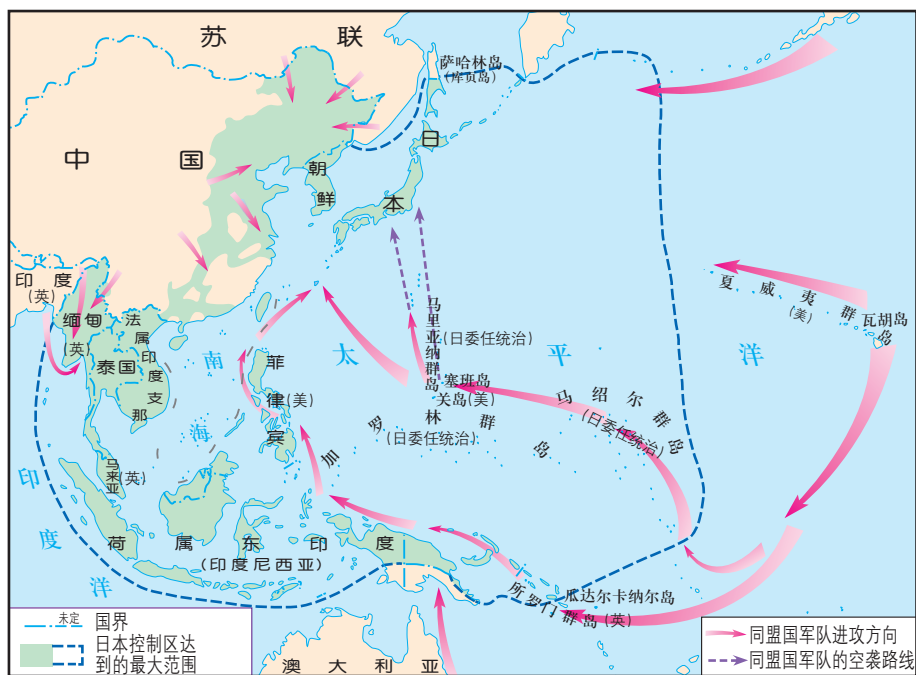 苏联
萨哈林岛
(库页岛)
中国
日
本
朝
鲜
印度
(英)
缅甸
(英)
法
属
印
度
支
那
泰国
南
海
太平洋
菲
律(美)
宾
马里亚纳群岛
(日委任统治)
塞班岛
关岛(美)
加罗林群岛
(日委任统治)
马绍尔群岛
(日委任统治)
夏威夷群岛
(美)
瓦胡岛
马来亚
(英)
印
度
洋
荷属东印度
(印度尼西亚)
所罗门群岛(英)
瓜达尔卡纳尔岛
澳大利亚
未定
国界
日本控制区达
到的最大范围
同盟国军队进攻方向
同盟国军队的空袭路线